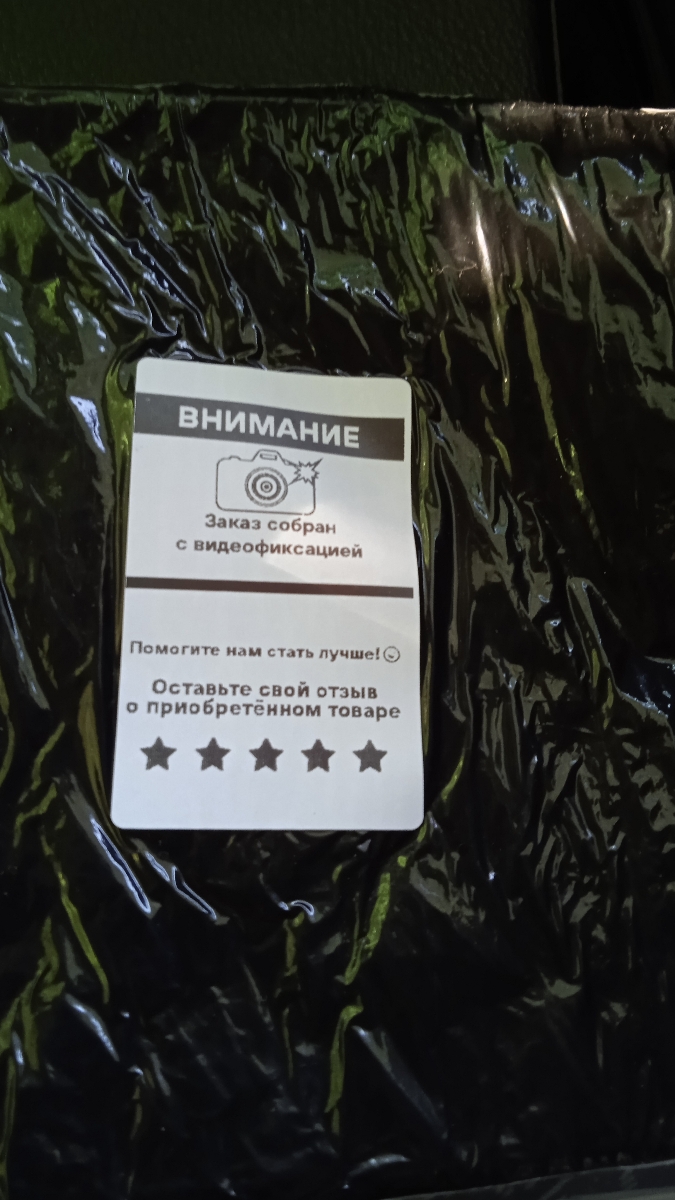 ВНИМАНИЕ
Заказ собран
с видеофиксацией
Помогите нам стать лучше!
Оставьте свой отзыв
о приобретённом товаре